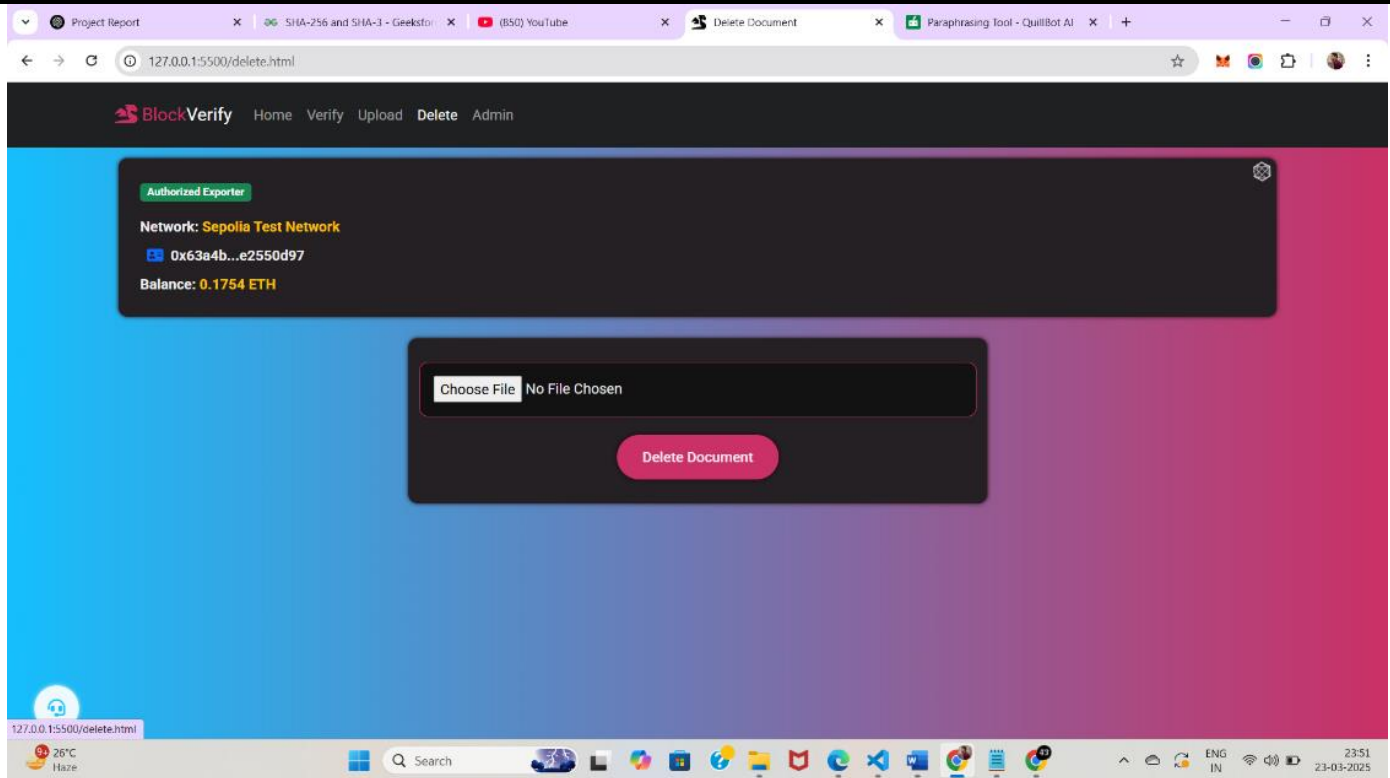 Project Report
SHA-256 and SHA-3 - Geeksfor
(850) YouTube
Delete Document
Paraphrasing Tool - QuillBot AI
127.0.0.1:5500/delete.html
BlockVerify Home Verify Upload Delete Admin
Authorized Exporter
Network: Sepolia Test Network
0x63a4b...e2550d97
Balance: 0.1754 ETH
Choose File No File Chosen
Delete Document
127.0.0.1:5500/delete.html
26°C
Haze
Search
ENG
IN
23:51
23-03-2025